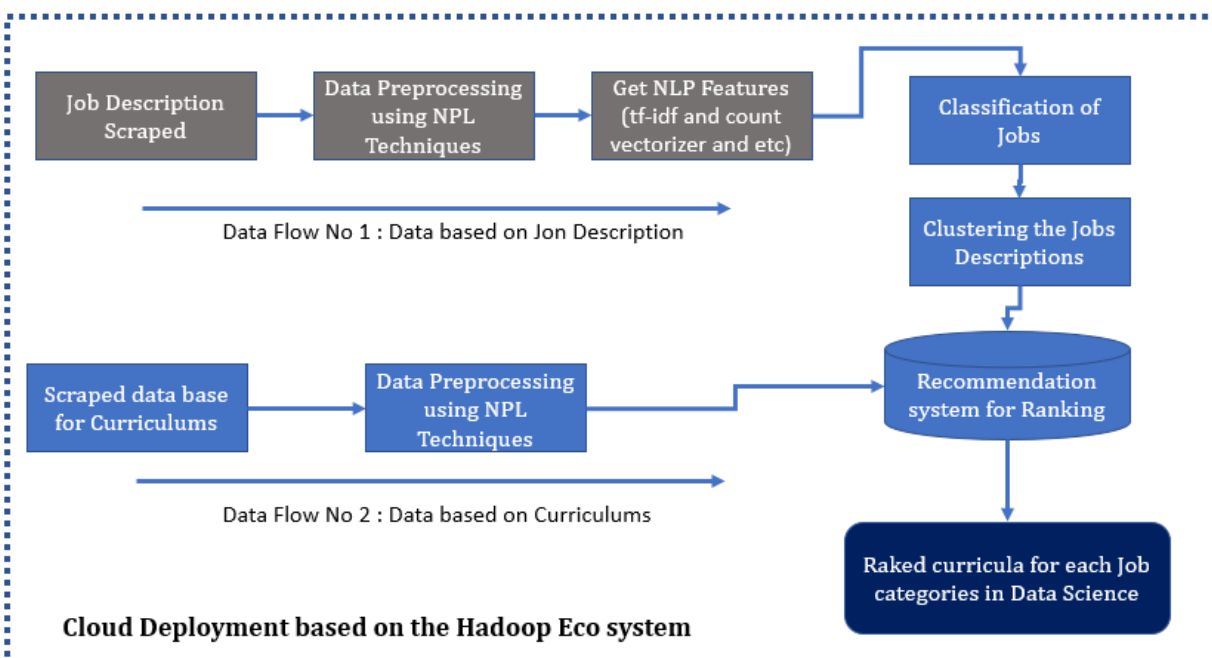 Job Description
Scraped
Data Preprocessing
using NPL
Techniques
Get NLP Features
(tf-idf and count
vectorizer and etc)
Classification of
Jobs
Data Flow No 1 : Data based on Jon Description
Clustering the Jobs
Descriptions
Scraped data base
for Curriculums
Data Preprocessing
using NPL
Techniques
Recommendation
system for Ranking
Data Flow No 2 : Data based on Curriculums
Raked curricula for each Job
categories in Data Science
Cloud Deployment based on the Hadoop Eco system